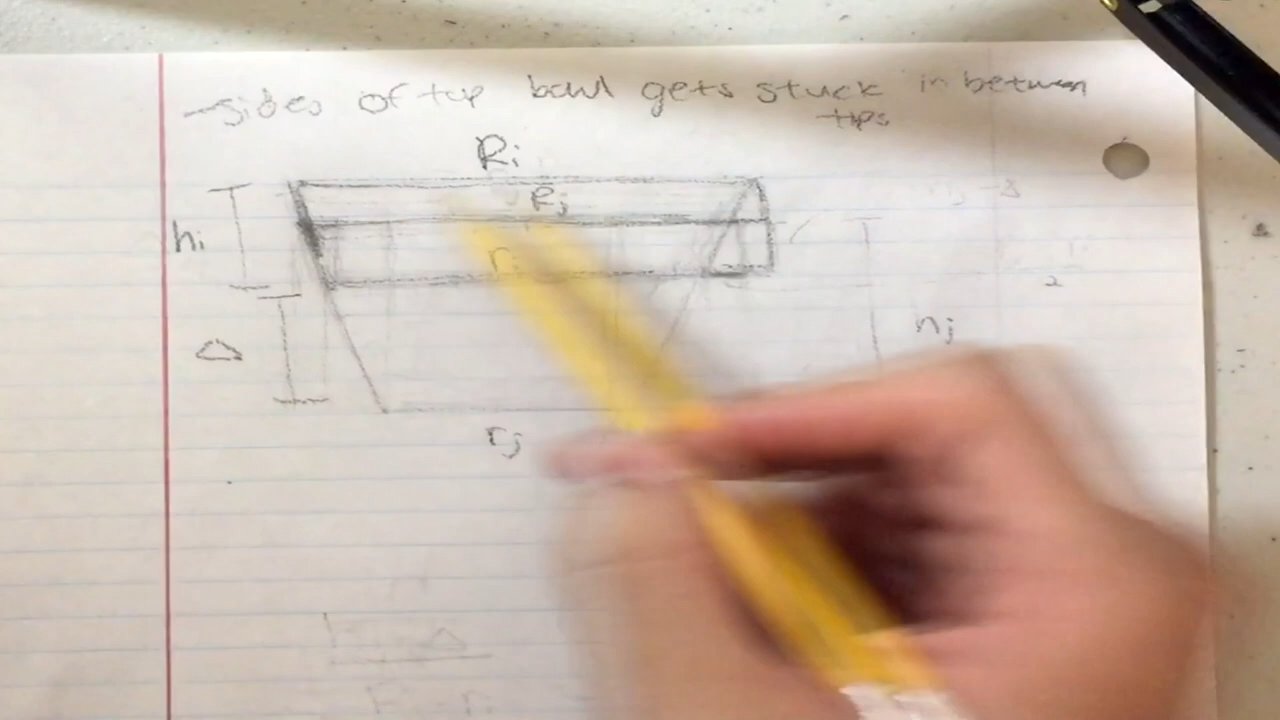 -sides of top bowl gets stuck in between
tips
Ri
Rj
hi
hj
Δ
rj